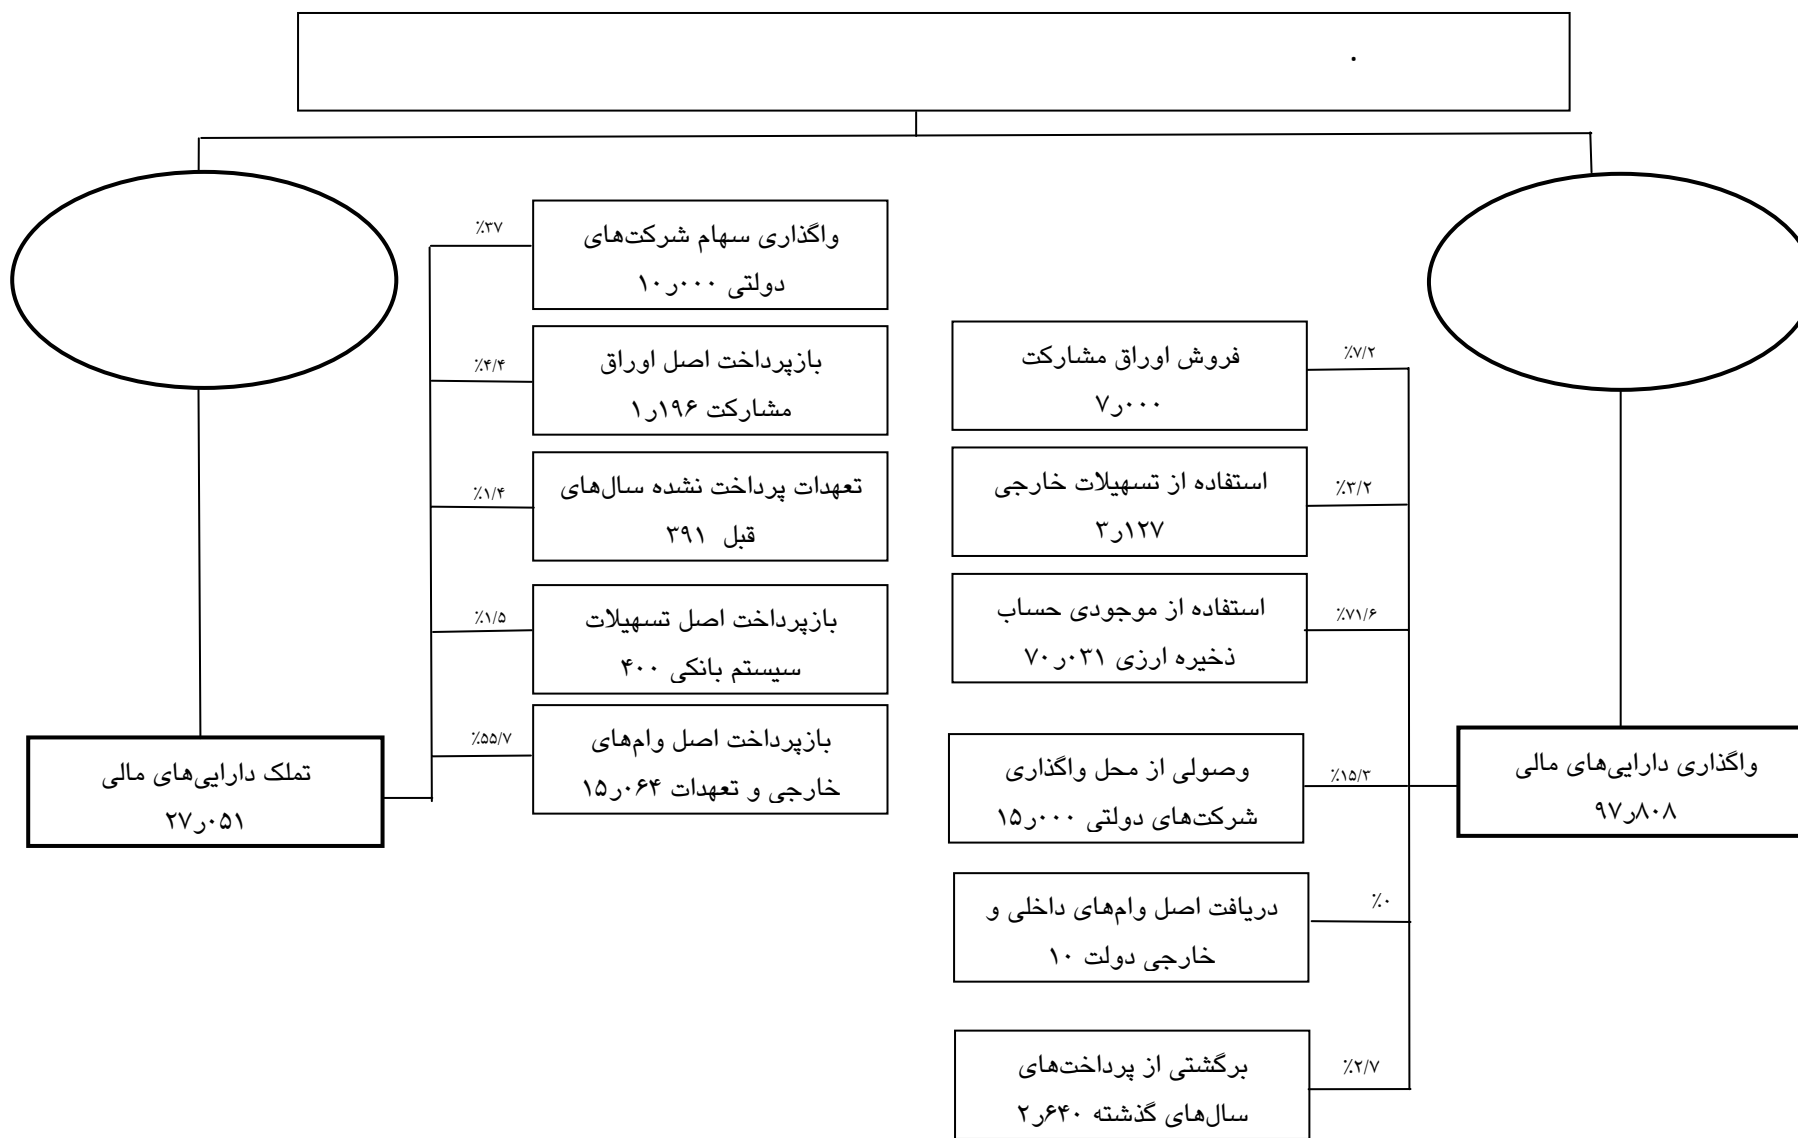 ٪۷/۲
فروش اوراق مشارکت
۷ر۰۰۰
٪۳/۲
استفاده از تسهیلات خارجی
۳ر۱۲۷
٪۷۱/۶
استفاده از موجودی حساب
ذخیره ارزی ۷۰ر۰۳۱
واگذاری دارایی‌های مالی
۹۷ر۸۰۸
٪۱۵/۳
وصولی از محل واگذاری
شرکت‌های دولتی ۱۵ر۰۰۰
٪۰
دریافت اصل وام‌های داخلی و
خارجی دولت ۱۰
٪۲/۷
برگشتی از پرداخت‌های
سال‌های گذشته ۲ر۶۴۰
واگذاری سهام شرکت‌های
دولتی ۱۰ر۰۰۰
٪۳۷
بازپرداخت اصل اوراق
مشارکت ۱ر۱۹۶
٪۴/۴
تعهدات پرداخت نشده سال‌های
قبل ۳۹۱
٪۱/۴
بازپرداخت اصل تسهیلات
سیستم بانکی ۴۰۰
٪۱/۵
بازپرداخت اصل وام‌های
خارجی و تعهدات ۱۵ر۰۶۴
٪۵۵/۷
تملک دارایی‌های مالی
۲۷ر۰۵۱